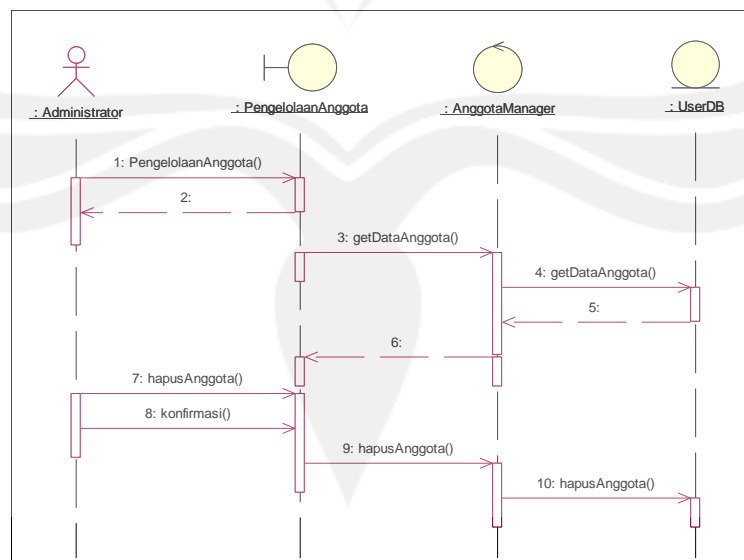 : Administrator
: PengelolaanAnggota
: AnggotaManager
: UserDB
1: PengelolaanAnggota()
2:
3: getDataAnggota()
4: getDataAnggota()
5:
6:
7: hapusAnggota()
8: konfirmasi()
9: hapusAnggota()
10: hapusAnggota()